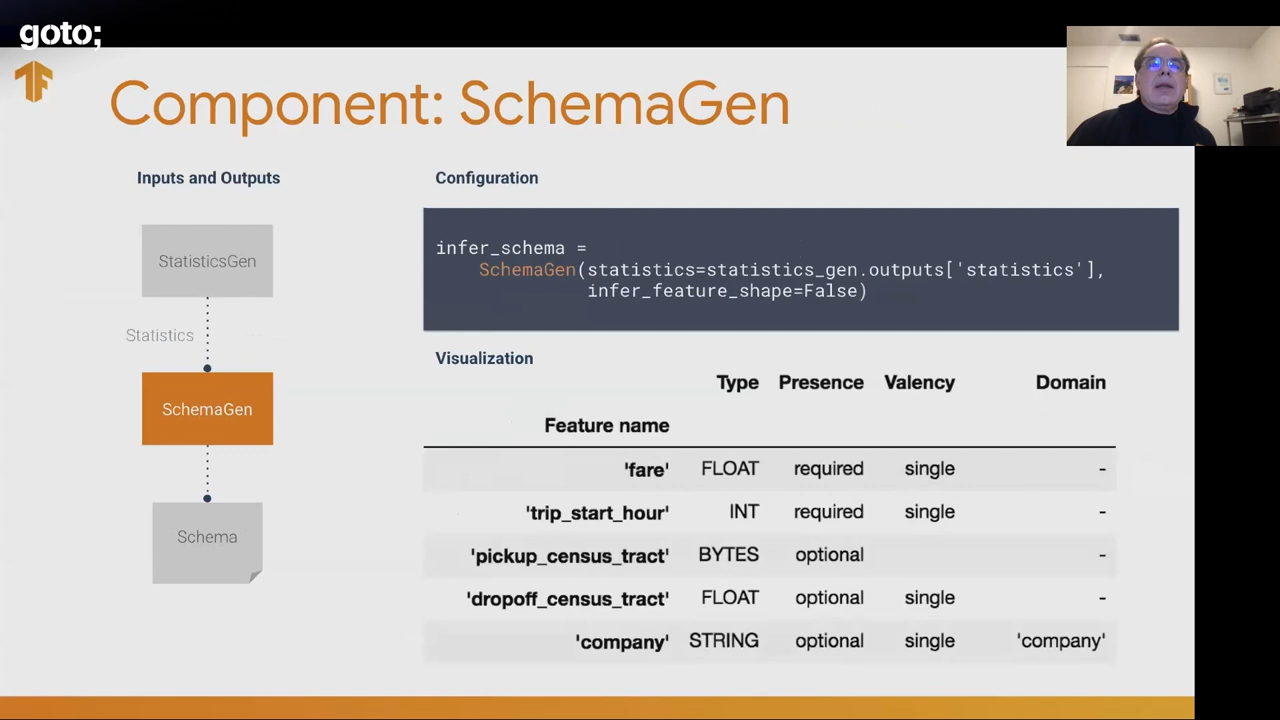 goto;
Component: SchemaGen
Inputs and Outputs
StatisticsGen
Statistics
SchemaGen
Schema
Configuration
infer_schema =
SchemaGen(statistics=statistics_gen.outputs['statistics'],
infer_feature_shape=False)
Visualization
Type Presence Valency Domain
Feature name
'fare' FLOAT required single -
'trip_start_hour' INT required single -
'pickup_census_tract' BYTES optional -
'dropoff_census_tract' FLOAT optional single -
'company' STRING optional single 'company'